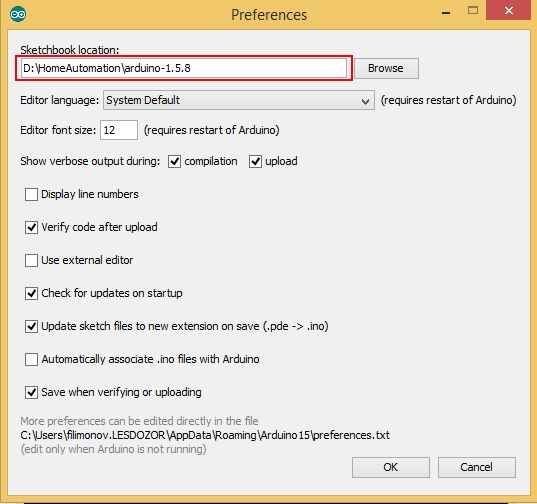 Preferences
Sketchbook location:
D:\HomeAutomation\arduino-1.5.8 Browse
Editor language: System Default (requires restart of Arduino)
Editor font size: 12 (requires restart of Arduino)
Show verbose output during: compilation upload
Display line numbers
Verify code after upload
Use external editor
Check for updates on startup
Update sketch files to new extension on save (.pde -> .ino)
Automatically associate .ino files with Arduino
Save when verifying or uploading
More preferences can be edited directly in the file
C:\Users\filimonov.LESDOZOR\AppData\Roaming\Arduino15\preferences.txt
(edit only when Arduino is not running)
OK Cancel